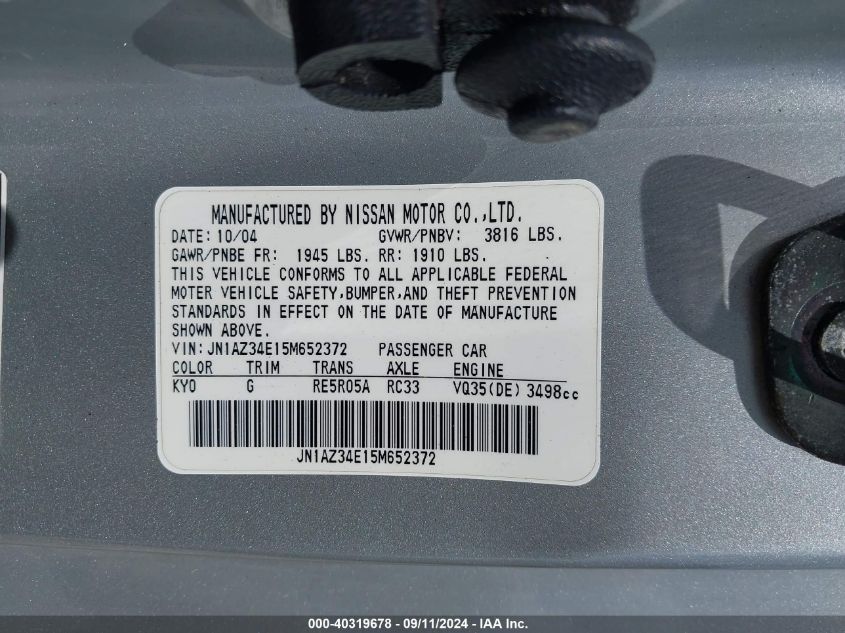 MANUFACTURED BY NISSAN MOTOR CO.,LTD.
DATE: 10/04 GVWR/PNBV: 3816 LBS.
GAWR/PNBE FR: 1945 LBS. RR: 1910 LBS.
THIS VEHICLE CONFORMS TO ALL APPLICABLE FEDERAL
MOTER VEHICLE SAFETY,BUMPER,AND THEFT PREVENTION
STANDARDS IN EFFECT ON THE DATE OF MANUFACTURE
SHOWN ABOVE.
VIN: JN1AZ34E15M652372 PASSENGER CAR
COLOR TRIM TRANS AXLE ENGINE
KY0 G RE5R05A RC33 VQ35(DE) 3498cc
JN1AZ34E15M652372
000-40319678 - 09/11/2024 - IAA Inc.